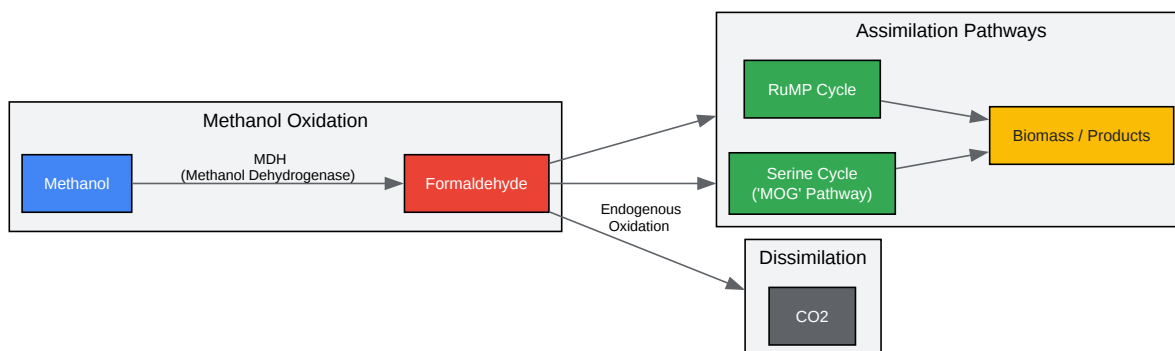 Methanol Oxidation
Methanol
MDH
(Methanol Dehydrogenase)
Formaldehyde
Assimilation Pathways
RuMP Cycle
Serine Cycle
('MOG' Pathway)
Biomass / Products
Endogenous
Oxidation
Dissimilation
CO2